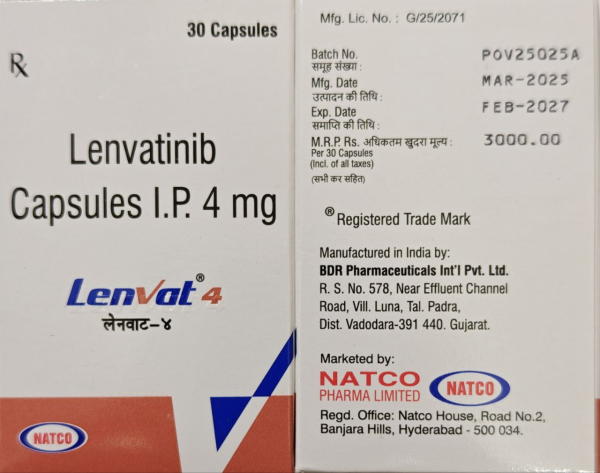 30 Capsules
Rx
Lenvatinib
Capsules I.P. 4 mg
Lenvat® 4
लेनवाट-४
NATCO
Mfg. Lic. No. : G/25/2071
Batch No. POV25025A
समूह संख्या :
Mfg. Date MAR-2025
उत्पादन की तिथि :
Exp. Date FEB-2027
समाप्ति की तिथि :
M.R.P. Rs. अधिकतम खुदरा मूल्य : 3000.00
Per 30 Capsules
(Incl. of all taxes)
(सभी कर सहित)
® Registered Trade Mark
Manufactured in India by:
BDR Pharmaceuticals Int'l Pvt. Ltd.
R. S. No. 578, Near Effluent Channel
Road, Vill. Luna, Tal. Padra,
Dist. Vadodara-391 440. Gujarat.
Marketed by:
NATCO
PHARMA LIMITED
NATCO
Regd. Office: Natco House, Road No.2,
Banjara Hills, Hyderabad - 500 034.